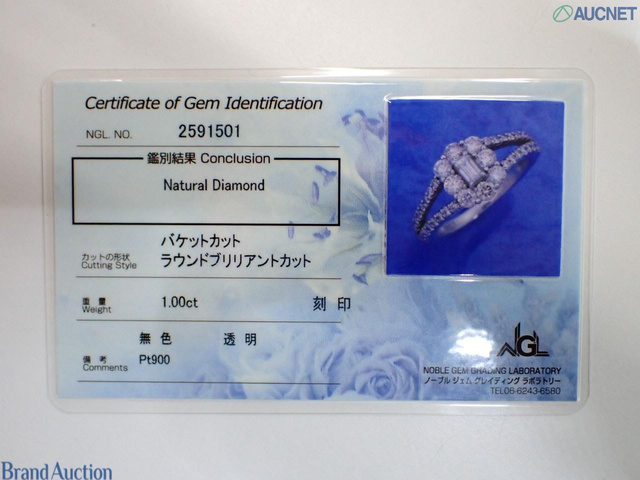 AUCNET
Certificate of Gem Identification
NGL. NO. 2591501
鑑別結果 Conclusion
Natural Diamond
バケットカット
カットの形状
Cutting Style ラウンドブリリアントカット
重量
Weight 1.00ct 刻印
無色 透明
備考
Comments Pt900
NGL
NOBLE GEM GRADING LABORATORY
ノーブル ジェム グレイディング ラボラトリー
TEL06-6243-6580
Brand Auction